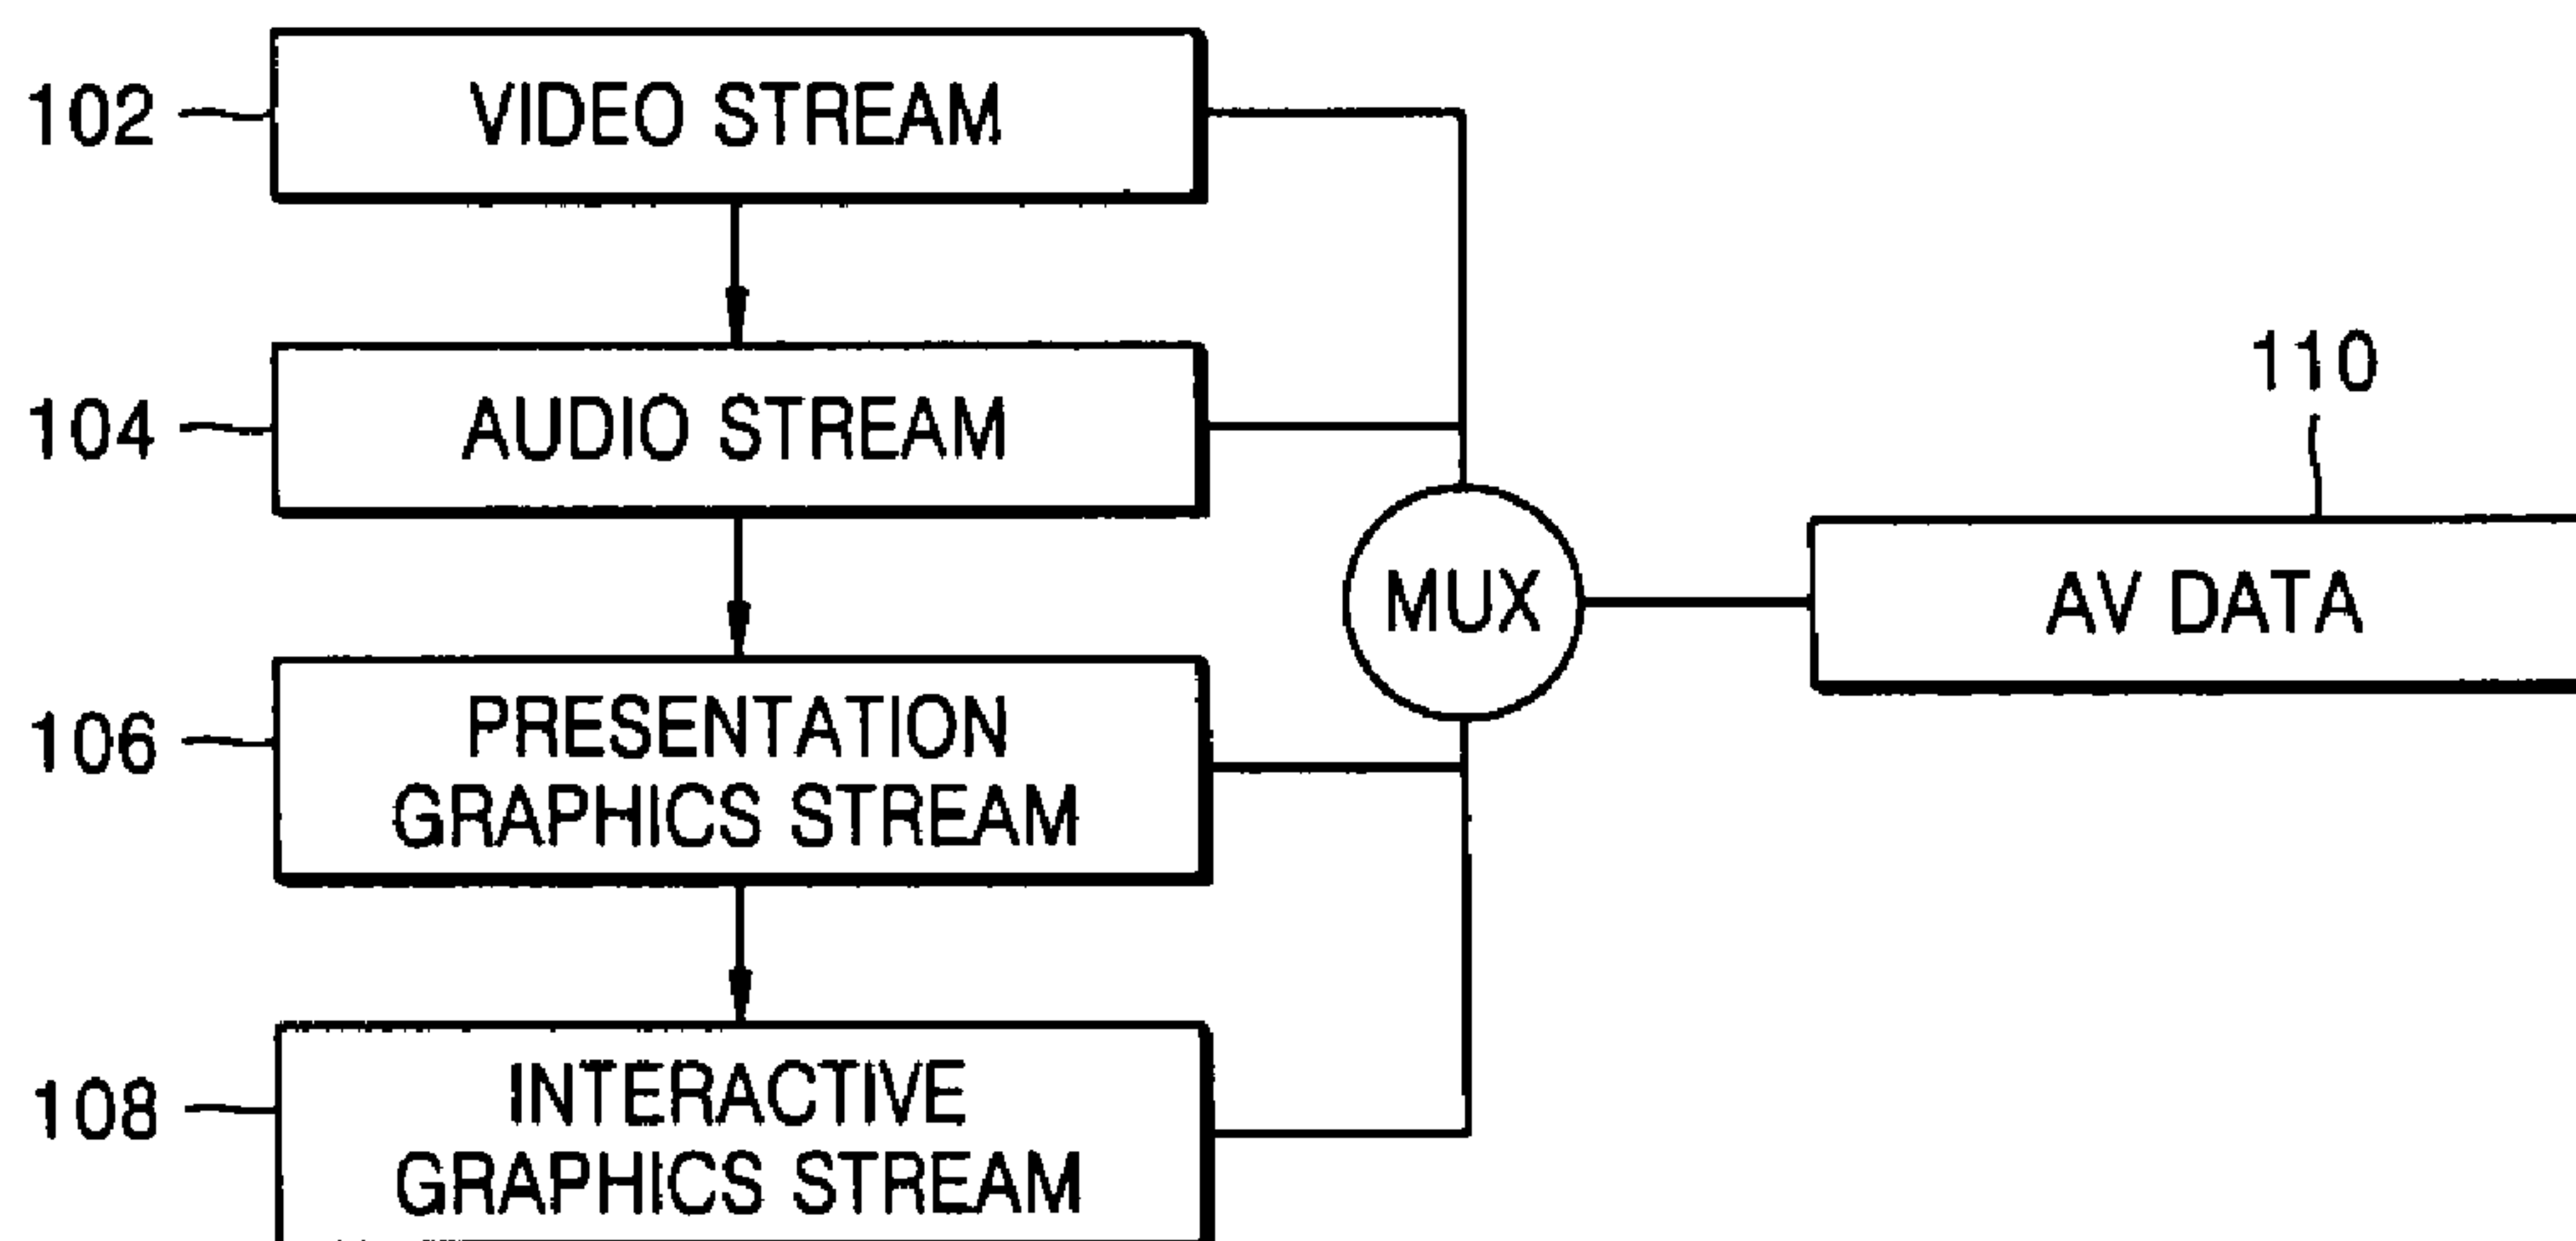 102
VIDEO STREAM
104
AUDIO STREAM
110
MUX
AV DATA
106
PRESENTATION
GRAPHICS STREAM
108
INTERACTIVE
GRAPHICS STREAM